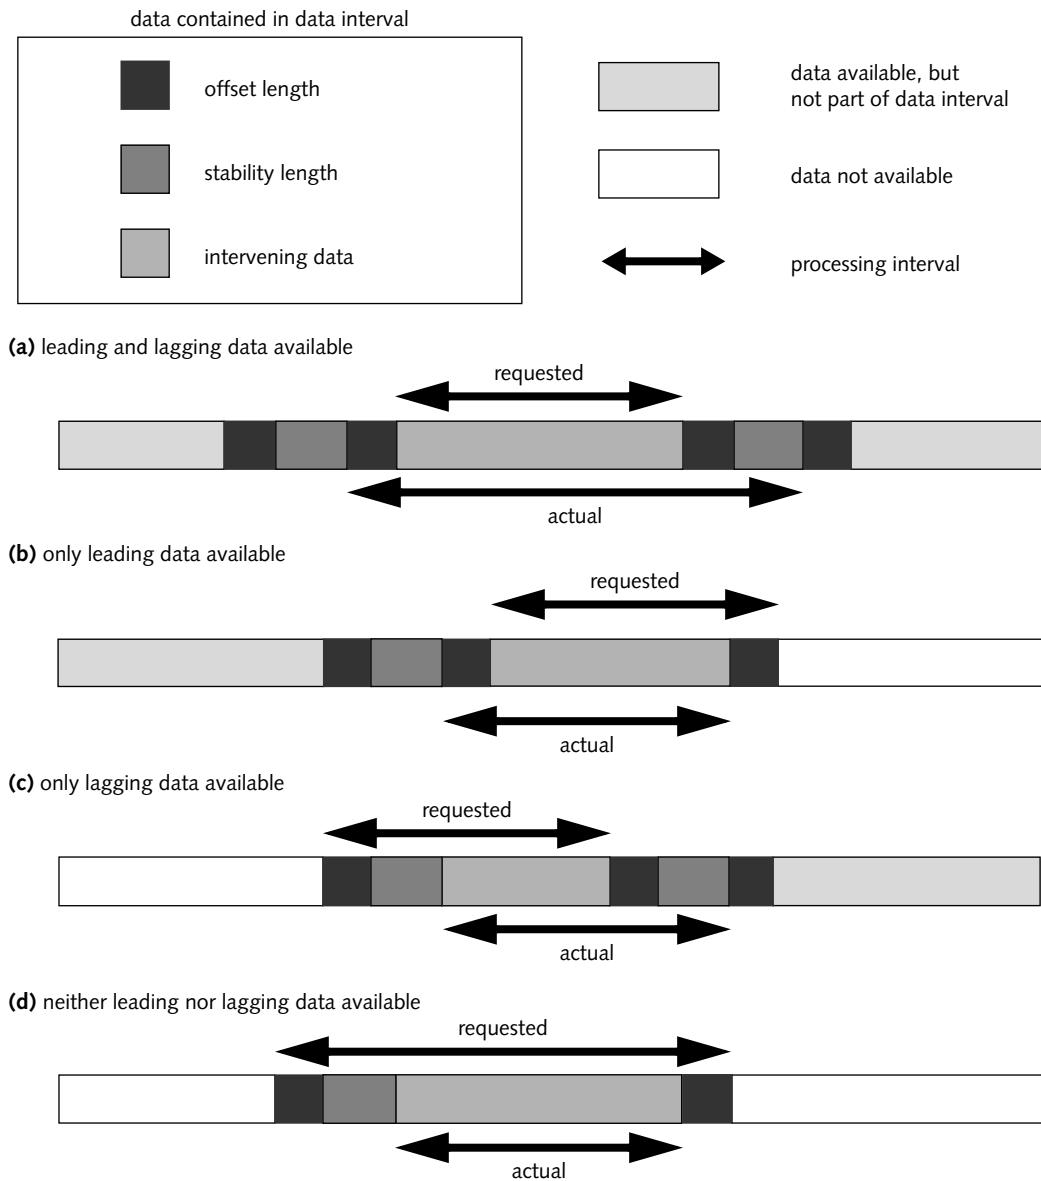 data contained in data interval
offset length
stability length
intervening data
data available, but
not part of data interval
data not available
processing interval
(a) leading and lagging data available
requested
actual
(b) only leading data available
requested
actual
(c) only lagging data available
requested
actual
(d) neither leading nor lagging data available
requested
actual